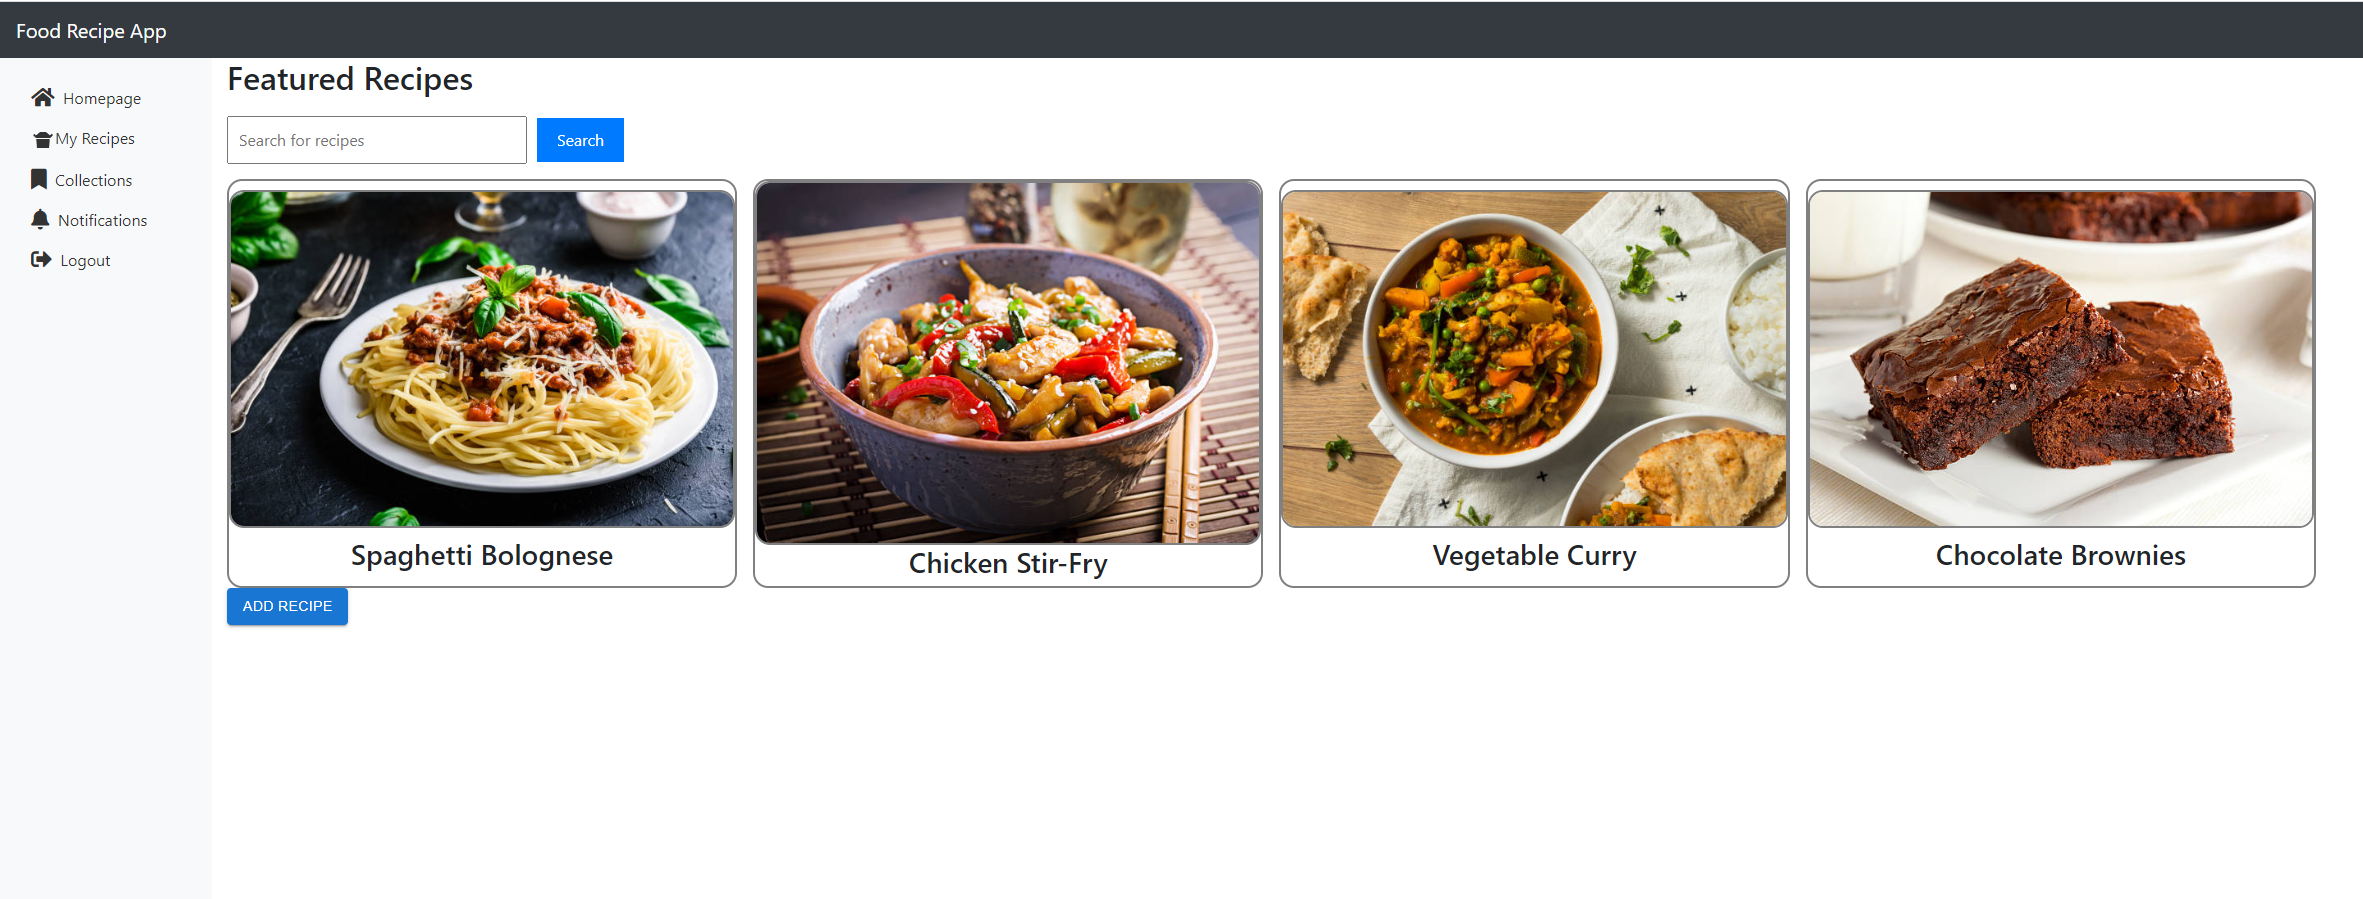 Food Recipe App
Homepage
My Recipes
Collections
Notifications
Logout
Featured Recipes
Search for recipes
Search
Spaghetti Bolognese
Chicken Stir-Fry
Vegetable Curry
Chocolate Brownies
ADD RECIPE